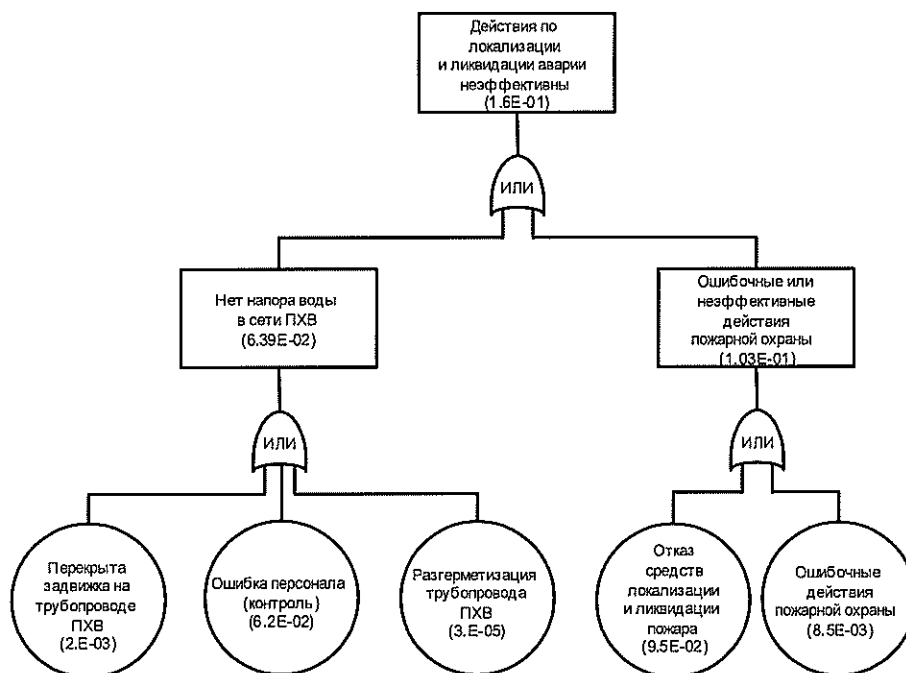 Действия по
локализации
и ликвидации аварии
неэффективны
(1.6E-01)
ИЛИ
Нет напора воды
в сети ПХВ
(6.39E-02)
Ошибочные или
неэффективные
действия
пожарной охраны
(1.03E-01)
ИЛИ
ИЛИ
Перекрыта
задвижка на
трубопроводе
ПХВ
(2.E-03)
Ошибка персонала
(контроль)
(6.2E-02)
Разгерметизация
трубопровода
ПХВ
(3.E-05)
Отказ
средств
локализации
и ликвидации
пожара
(9.5E-02)
Ошибочные
действия
пожарной охраны
(8.5E-03)